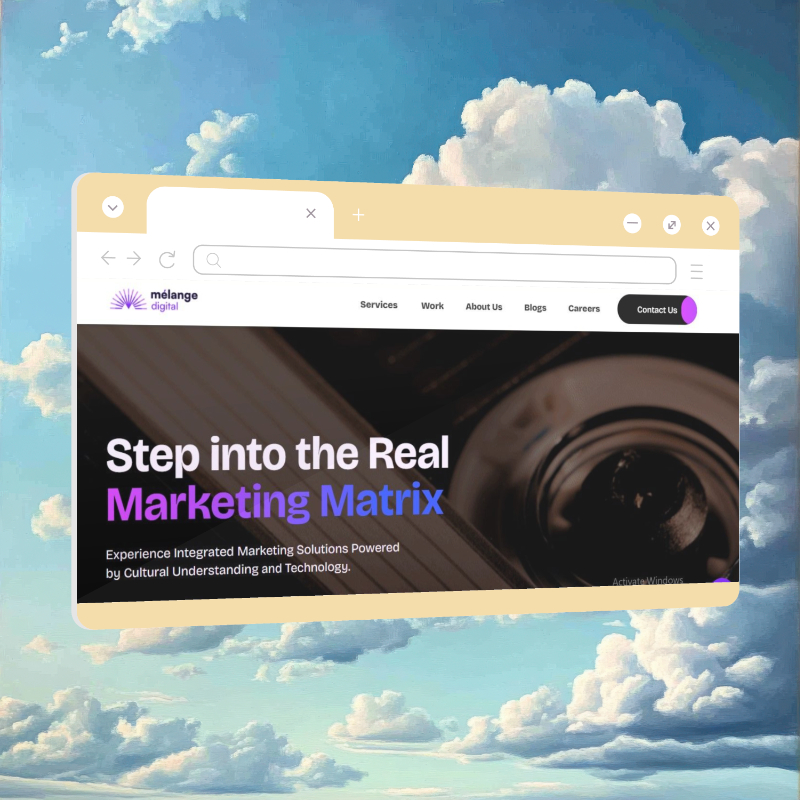 mélange
digital
Services Work About Us Blogs Careers Contact Us
Step into the Real
Marketing Matrix
Experience Integrated Marketing Solutions Powered
by Cultural Understanding and Technology.
Activate Windows